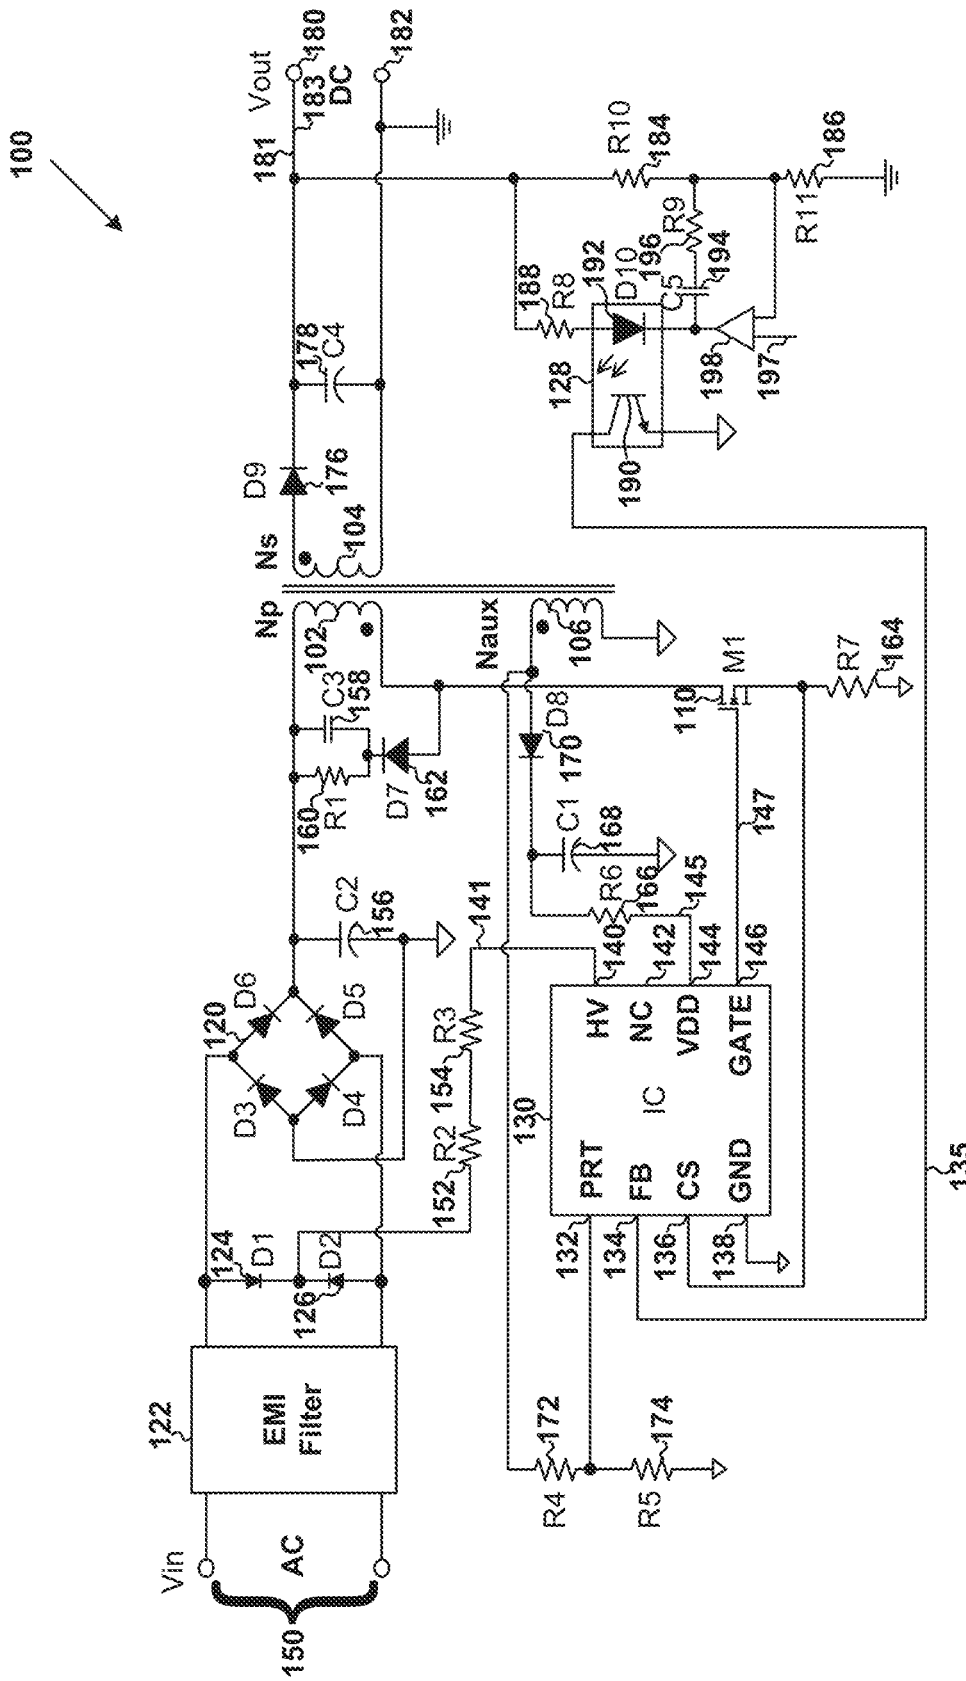 100
Vin
150
AC
122
EMI
Filter
124
D1
126
D2
120
D3
D6
D4
D5
C2
156
160
R1
C3
158
D7
162
Np
102
Ns
104
D9
176
178
C4
181
183
Vout
180
DC
182
152
R2
154
R3
141
Naux
106
D8
170
C1
168
R6
166
145
140
142
144
146
147
130
IC
HV
NC
VDD
GATE
PRT
FB
CS
GND
132
134
136
138
R4
172
R5
174
110
M1
R7
164
135
128
190
188
R8
192
D10
C5
194
196
R9
R10
184
R11
186
198
197